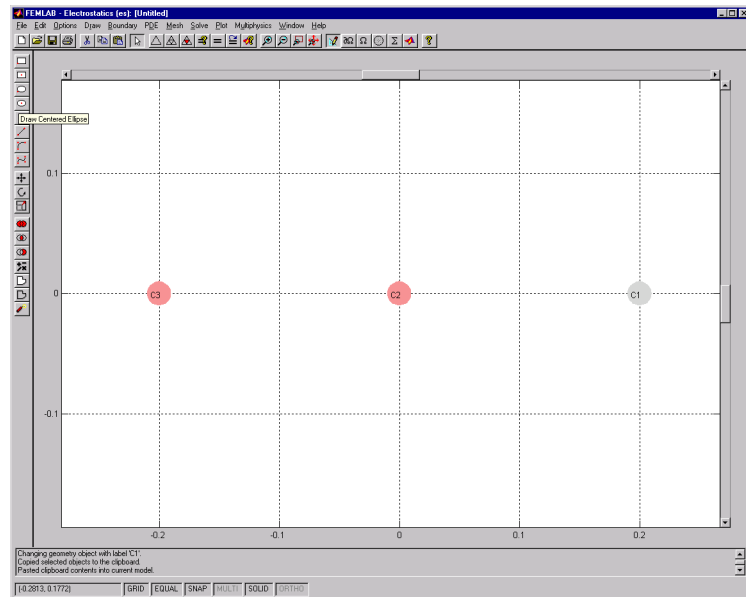 FEMLAB - Electrostatics (es): [Untitled]
File Edit Options Draw Boundary PDE Mesh Solve Plot Multiphysics Window Help
∂Ω Ω Σ ?
Draw Centered Ellipse
0.1
0
-0.1
C3 C2 C1
-0.2 -0.1 0 0.1 0.2
Changing geometry object with label 'C1'.
Copied selected objects to the clipboard.
Pasted clipboard contents into current model.
(-0.2813, 0.1772) GRID EQUAL SNAP MULTI SOLID ORTHO